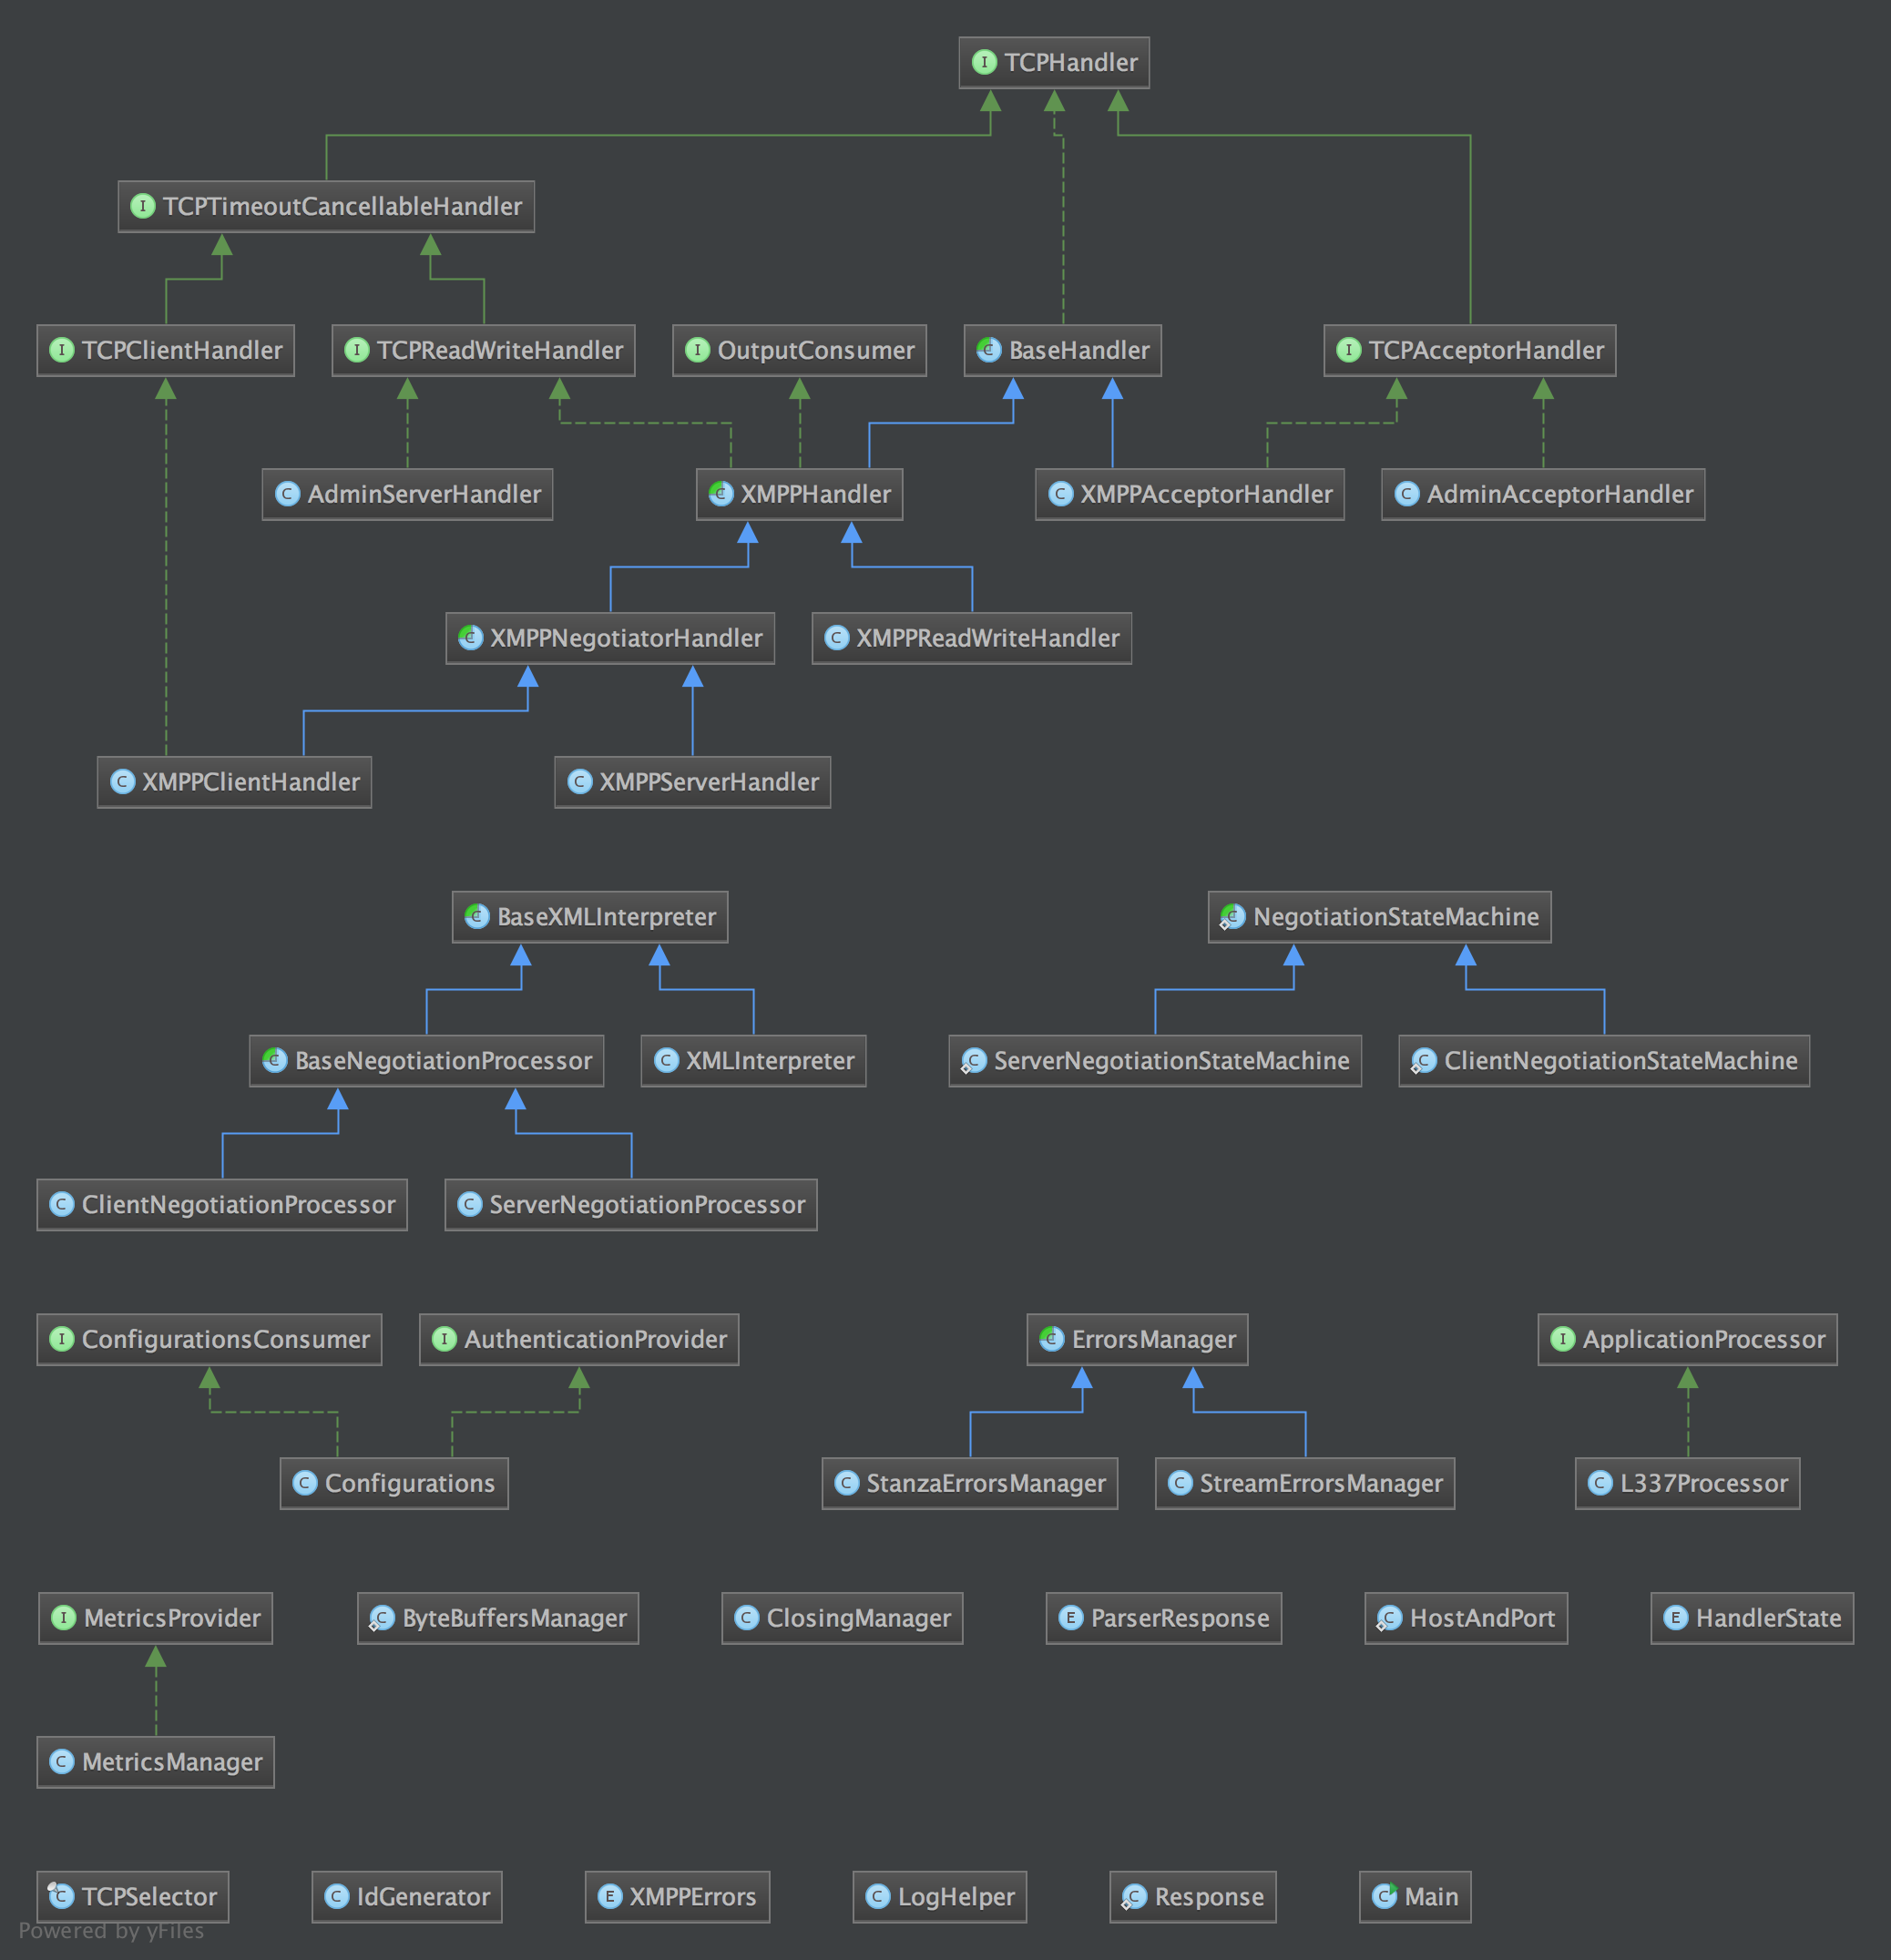 TCPHandler
TCPTimeoutCancellableHandler
TCPClientHandler
TCPReadWriteHandler
OutputConsumer
BaseHandler
TCPAcceptorHandler
AdminServerHandler
XMPPHandler
XMPPAcceptorHandler
AdminAcceptorHandler
XMPPNegotiatorHandler
XMPPReadWriteHandler
XMPPClientHandler
XMPPServerHandler
BaseXMLInterpreter
NegotiationStateMachine
BaseNegotiationProcessor
XMLInterpreter
ServerNegotiationStateMachine
ClientNegotiationStateMachine
ClientNegotiationProcessor
ServerNegotiationProcessor
ConfigurationsConsumer
AuthenticationProvider
ErrorsManager
ApplicationProcessor
Configurations
StanzaErrorsManager
StreamErrorsManager
L337Processor
MetricsProvider
ByteBuffersManager
ClosingManager
ParserResponse
HostAndPort
HandlerState
MetricsManager
TCPSelector
IdGenerator
XMPPErrors
LogHelper
Response
Main
Powered by yFiles